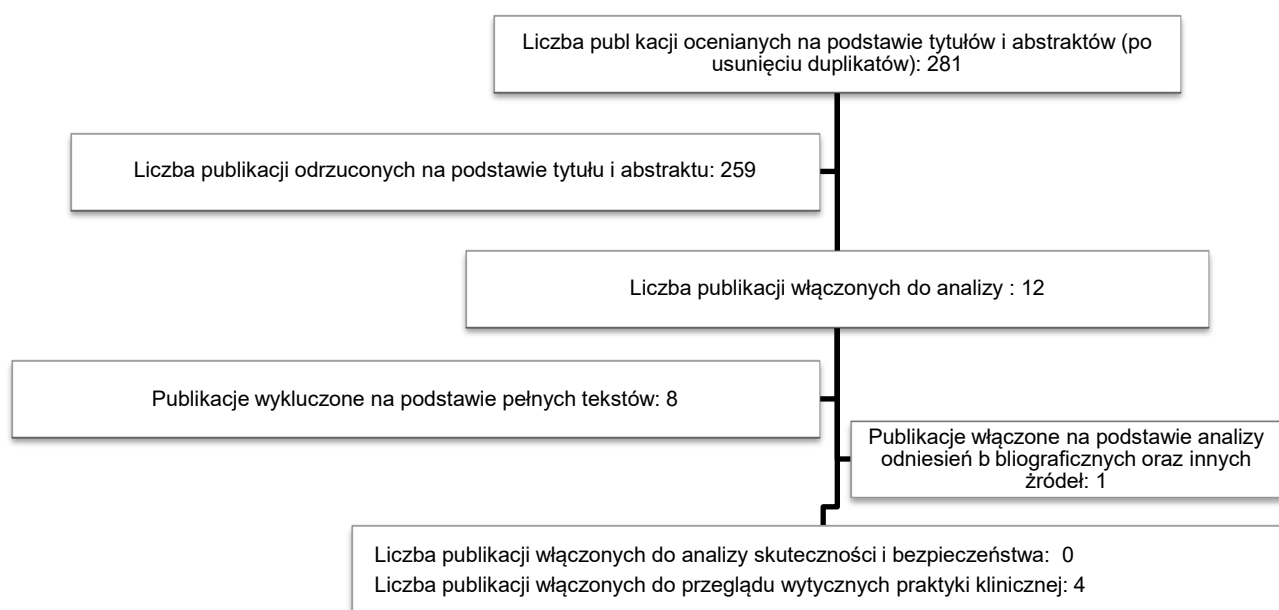 Liczba publ kacji ocenianych na podstawie tytułów i abstraktów (po
usunięciu duplikatów): 281
Liczba publikacji odrzuconych na podstawie tytułu i abstraktu: 259
Liczba publikacji włączonych do analizy : 12
Publikacje wykluczone na podstawie pełnych tekstów: 8
Publikacje włączone na podstawie analizy
odniesień b bliograficznych oraz innych
żródeł: 1
Liczba publikacji włączonych do analizy skuteczności i bezpieczeństwa: 0
Liczba publikacji włączonych do przeglądu wytycznych praktyki klinicznej: 4